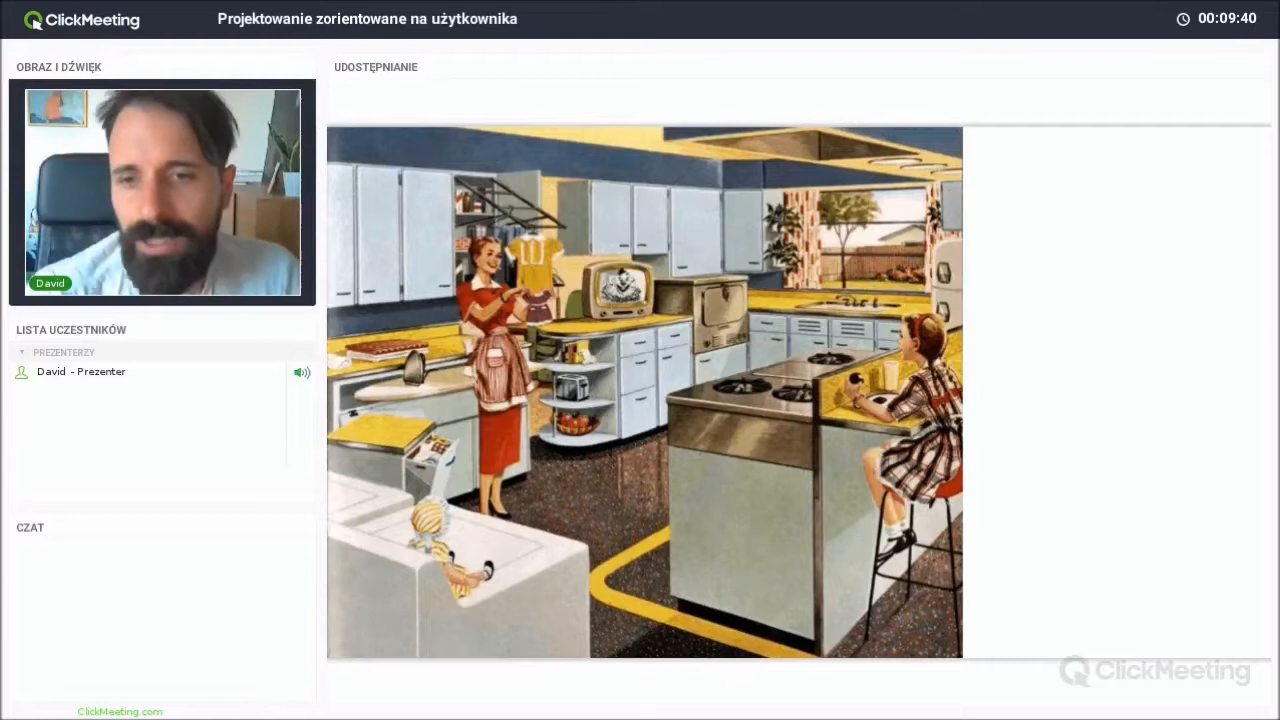 ClickMeeting
Projektowanie zorientowane na użytkownika
00:09:40
OBRAZ I DŹWIĘK
UDOSTĘPNIANIE
David
LISTA UCZESTNIKÓW
PREZENTERZY
David - Prezenter
CZAT
ClickMeeting
ClickMeeting.com